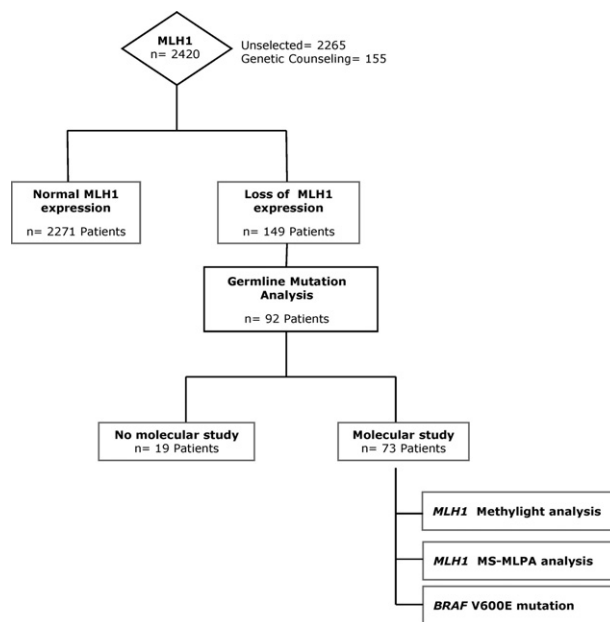 MLH1
n= 2420
Unselected= 2265
Genetic Counseling= 155
Normal MLH1
expression
n= 2271 Patients
Loss of MLH1
expression
n= 149 Patients
Germline Mutation
Analysis
n= 92 Patients
No molecular study
n= 19 Patients
Molecular study
n= 73 Patients
MLH1 Methylight analysis
MLH1 MS-MLPA analysis
BRAF V600E mutation